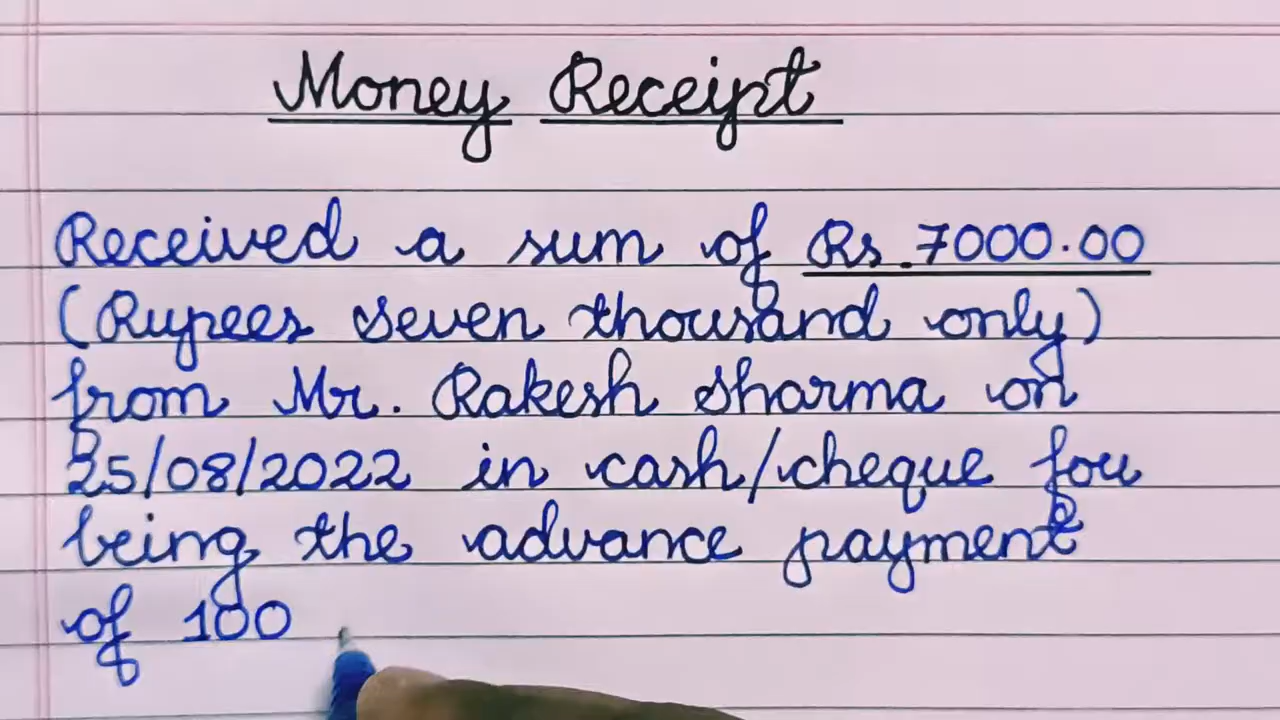 Money Receipt
Received a sum of Rs. 7000.00
(Rupees seven thousand only)
from Mr. Rakesh Sharma on
25/08/2022 in cash/cheque for
being the advance payment
of 100